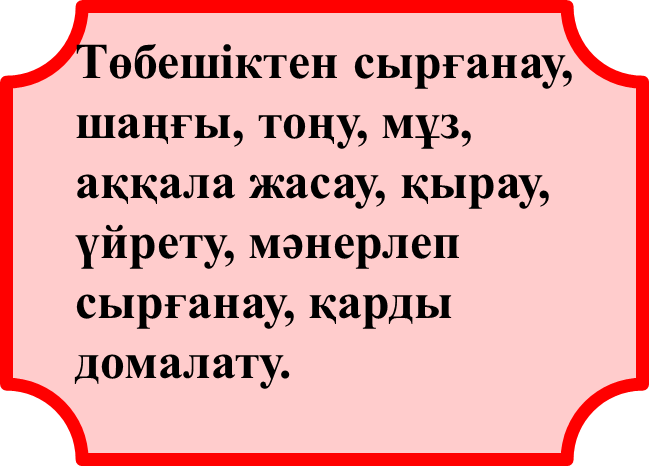 Төбешіктен сырғанау,
шаңғы, тоңу, мұз,
аққала жасау, қырау,
үйрету, мәнерлеп
сырғанау, қарды
домалату.